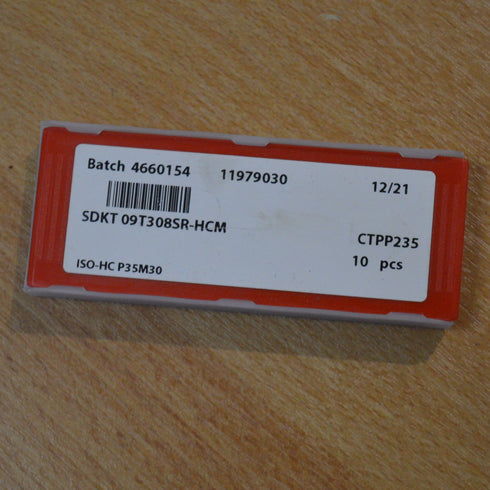 Batch 4660154 11979030 12/21
SDKT 09T308SR-HCM
CTPP235
10 pcs
ISO-HC P35M30